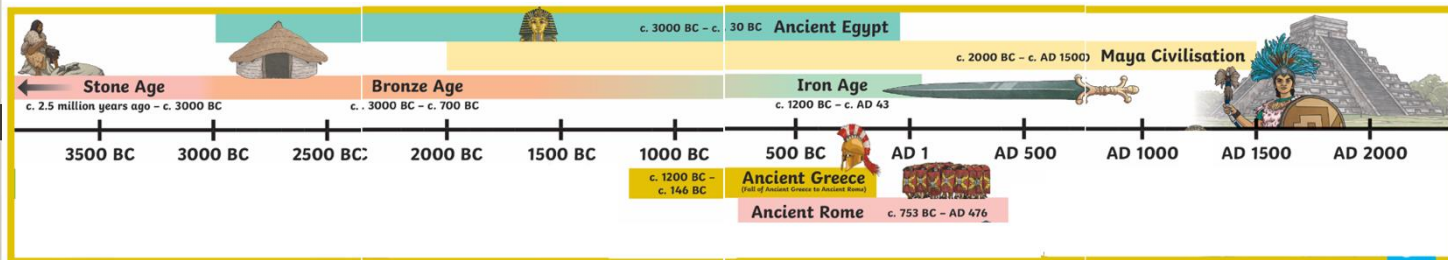 c. 3000 BC – c. 30 BC Ancient Egypt
c. 2000 BC – c. AD 1500) Maya Civilisation
Stone Age
c. 2.5 million years ago – c. 3000 BC
Bronze Age
c. 3000 BC – c. 700 BC
Iron Age
c. 1200 BC – c. AD 43
3500 BC 3000 BC 2500 BC 2000 BC 1500 BC 1000 BC 500 BC AD 1 AD 500 AD 1000 AD 1500 AD 2000
c. 1200 BC –
c. 146 BC
Ancient Greece
(Fall of Ancient Greece to Ancient Rome)
Ancient Rome c. 753 BC – AD 476